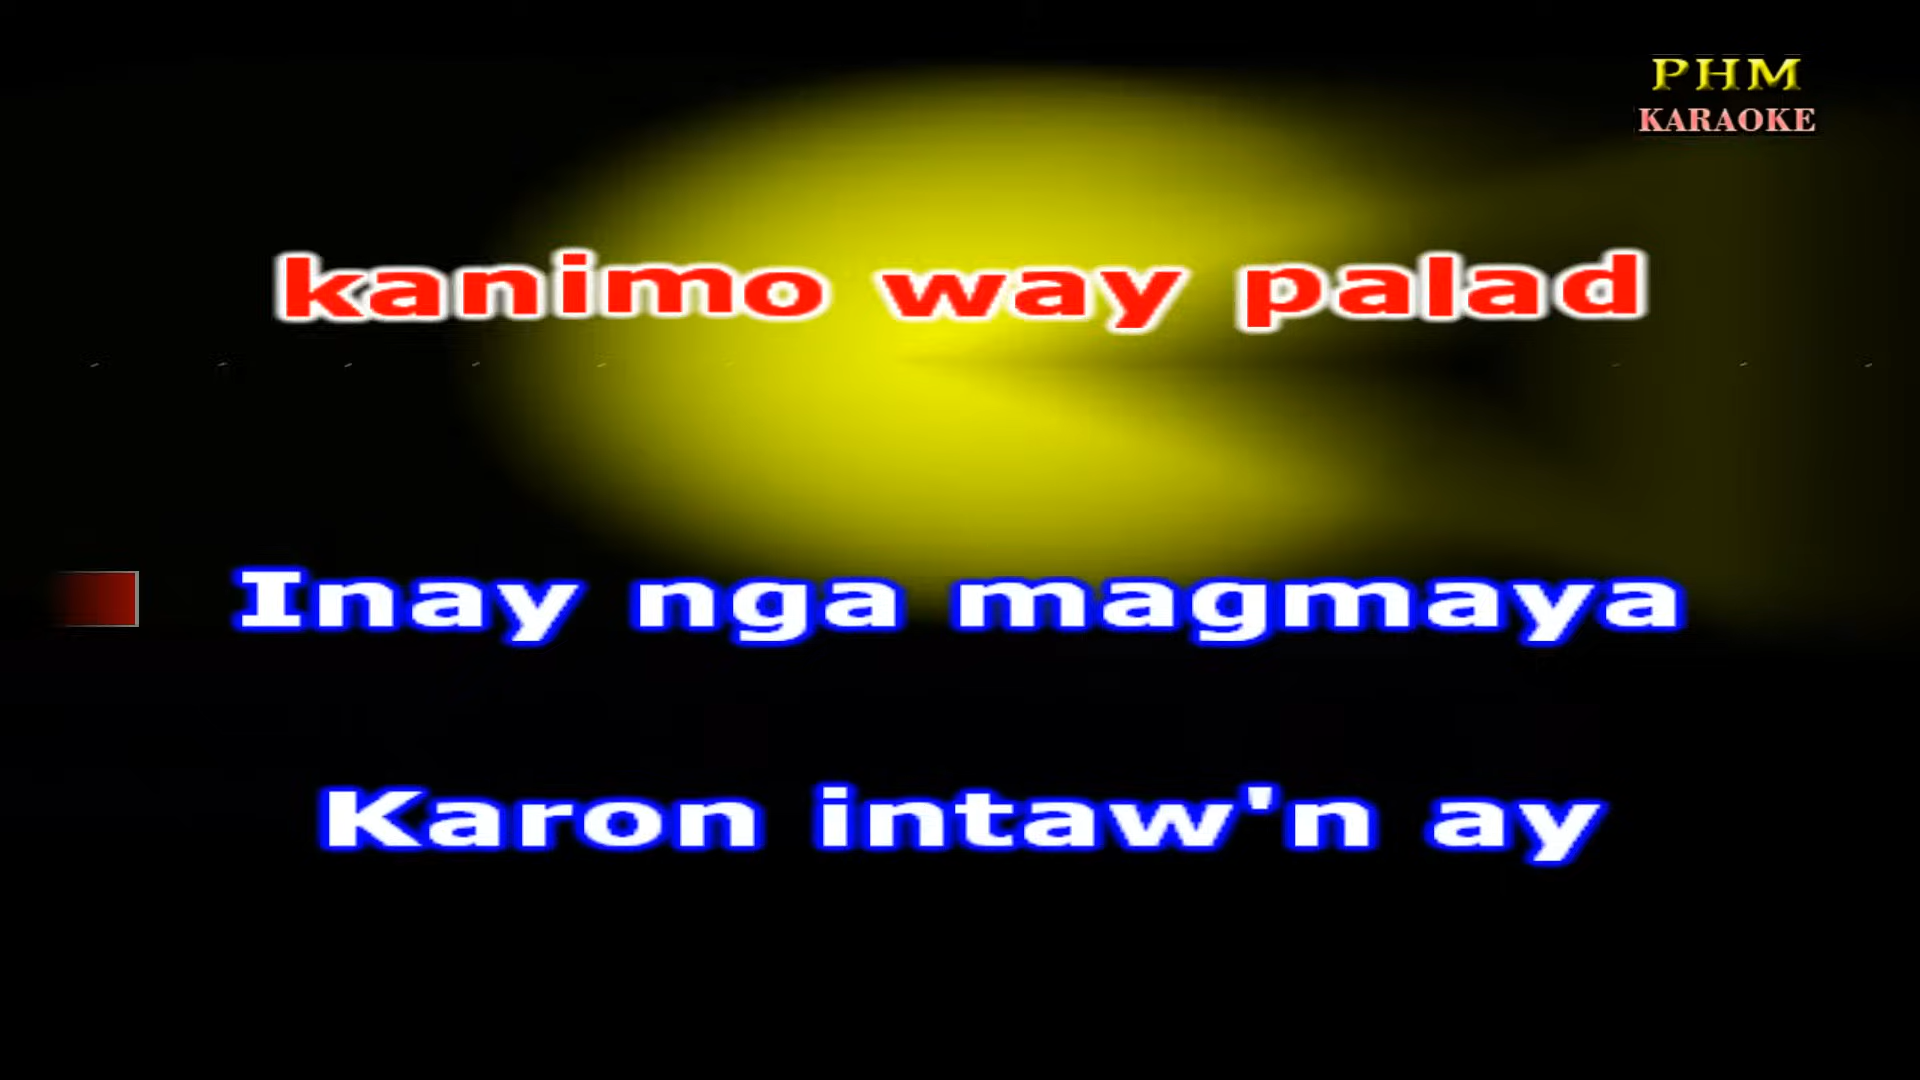 PHM
KARAOKE
kanimo way palad
Inay nga magmaya
Karon intaw'n ay